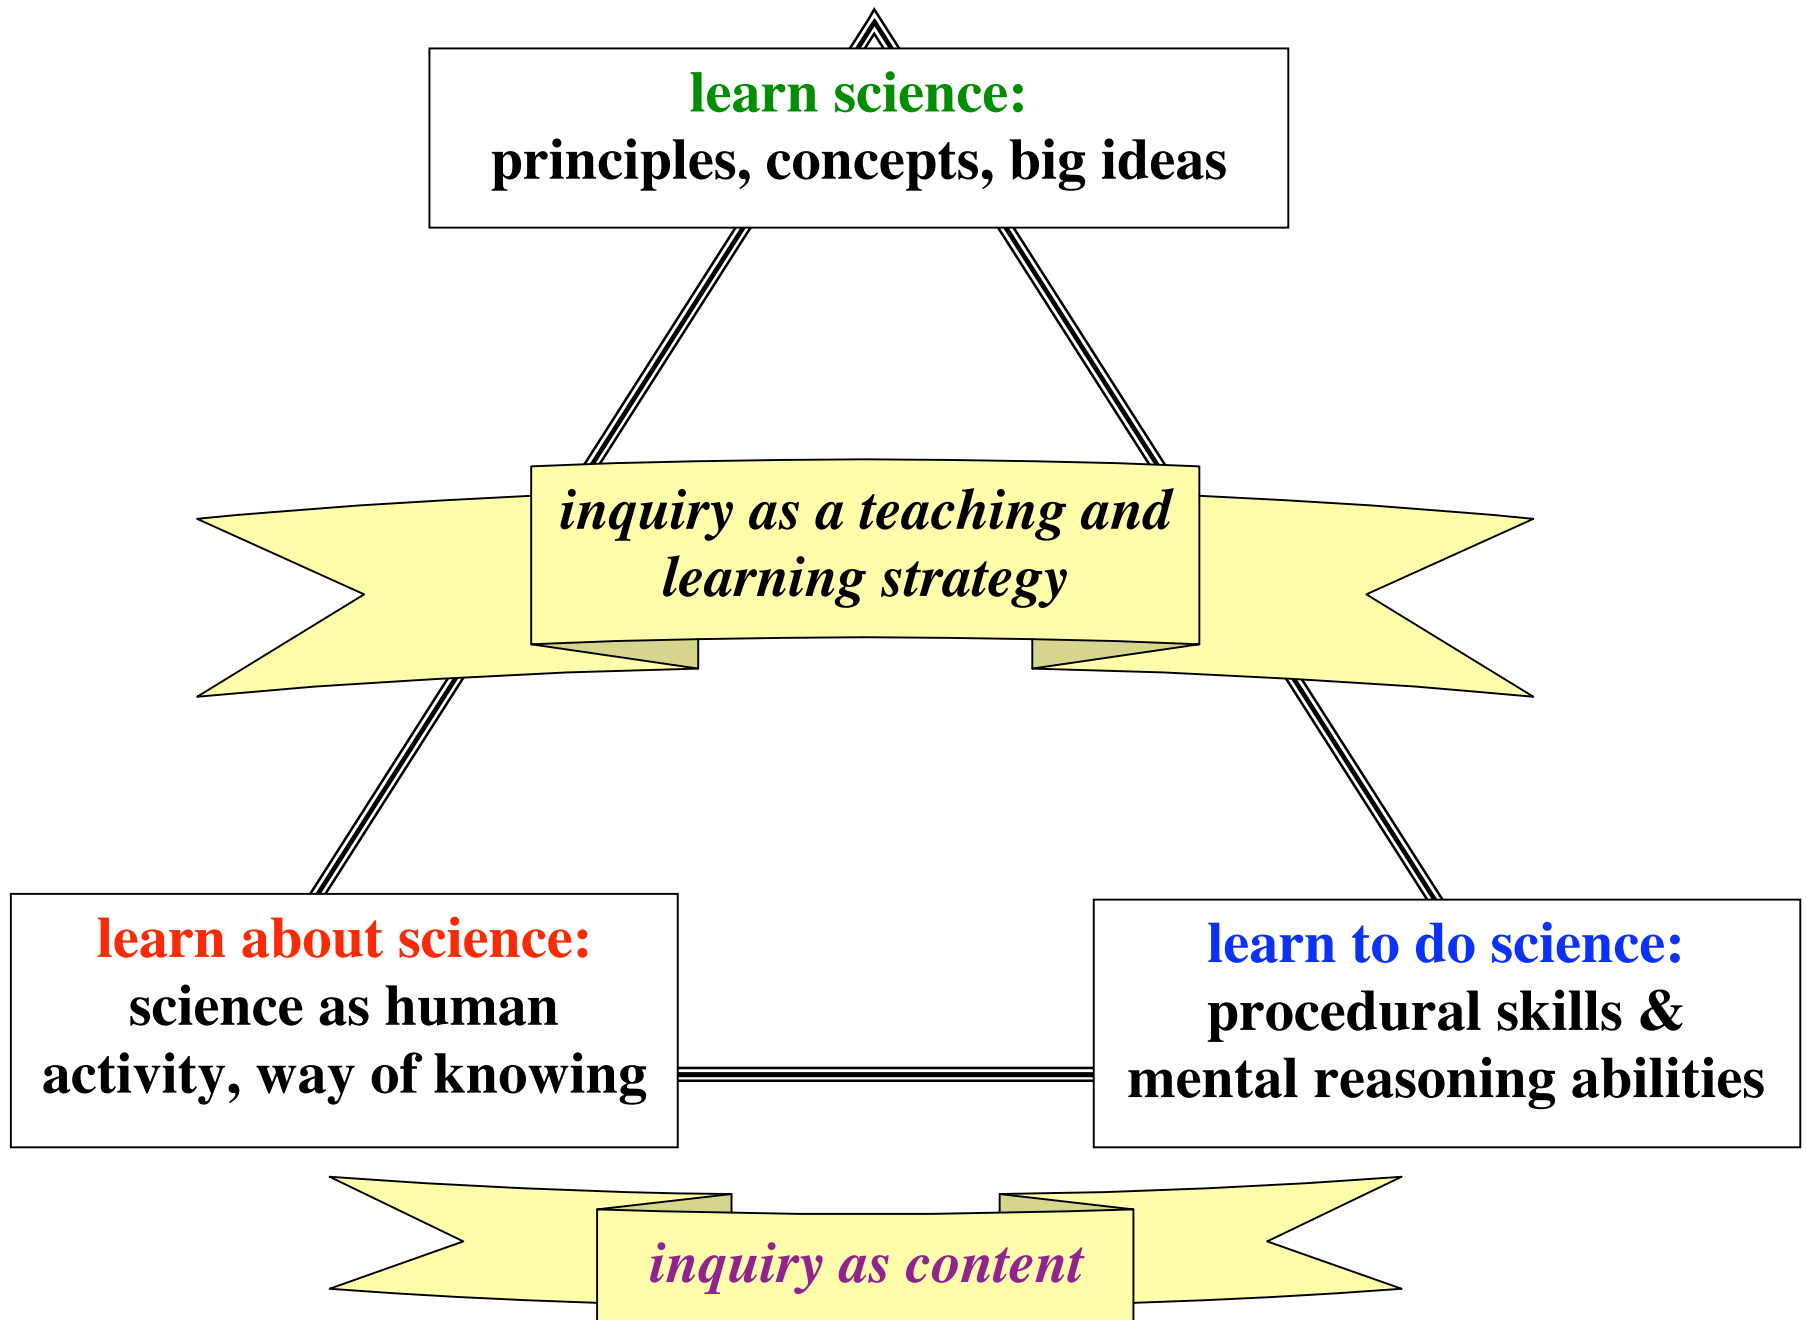 learn science:
principles, concepts, big ideas
inquiry as a teaching and
learning strategy
learn about science:
science as human
activity, way of knowing
learn to do science:
procedural skills &
mental reasoning abilities
inquiry as content